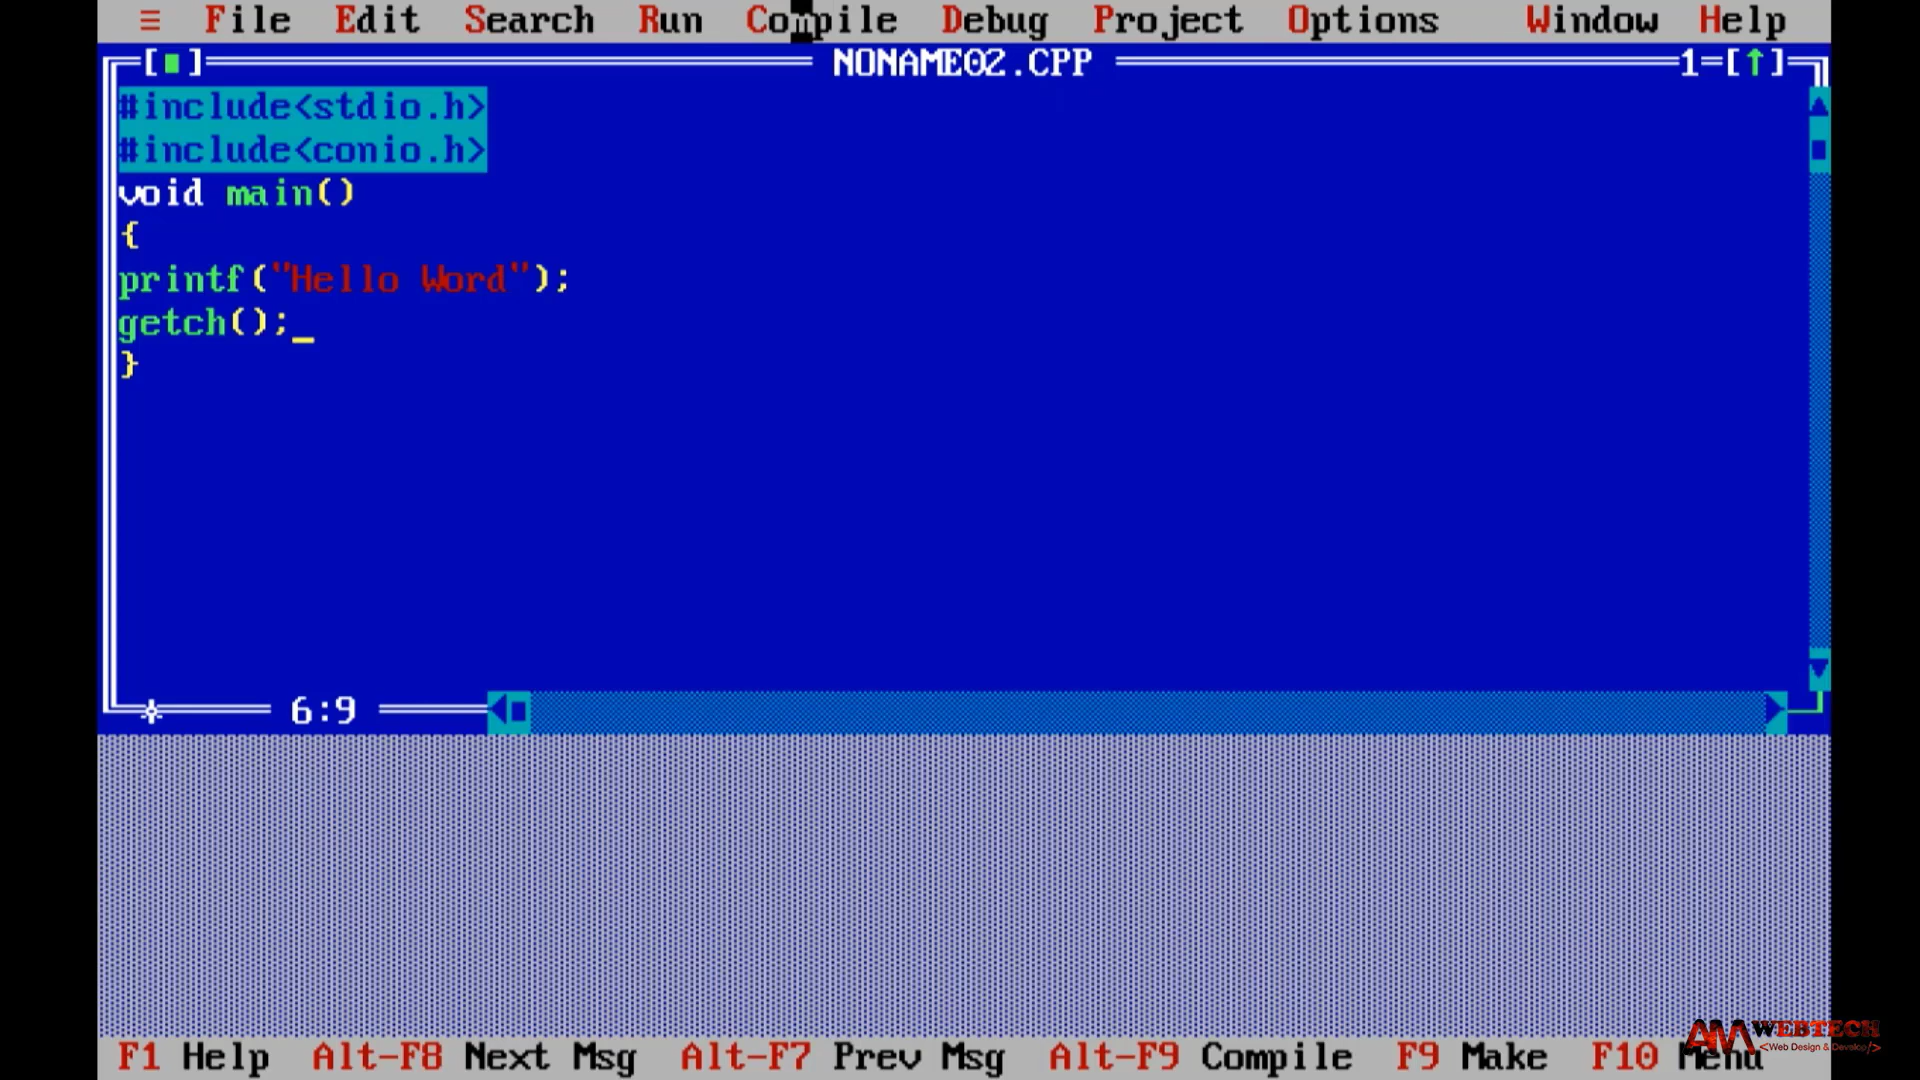 ≡ File Edit Search Run Compile Debug Project Options Window Help
[■] NONAME02.CPP 1=[↑]
#include<stdio.h>
#include<conio.h>
void main()
{
printf("Hello Word");
getch();_
}
6:9
F1 Help Alt-F8 Next Msg Alt-F7 Prev Msg Alt-F9 Compile F9 Make F10 Menu
AM WEBTECH